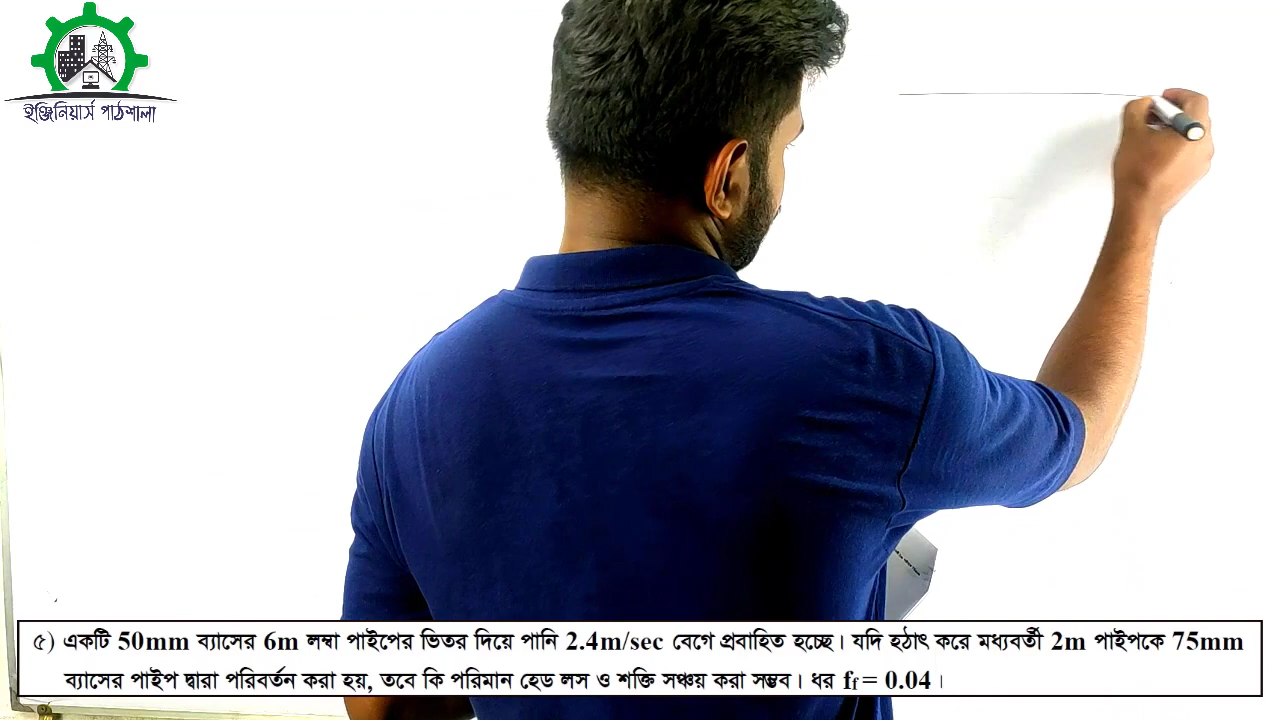 ইঞ্জিনিয়ার্স পাঠশালা
৫) একটি 50mm ব্যাসের 6m লম্বা পাইপের ভিতর দিয়ে পানি 2.4m/sec বেগে প্রবাহিত হচ্ছে। যদি হঠাৎ করে মধ্যবর্তী 2m পাইপকে 75mm
ব্যাসের পাইপ দ্বারা পরিবর্তন করা হয়, তবে কি পরিমান হেড লস ও শক্তি সঞ্চয় করা সম্ভব। ধর f_f = 0.04।